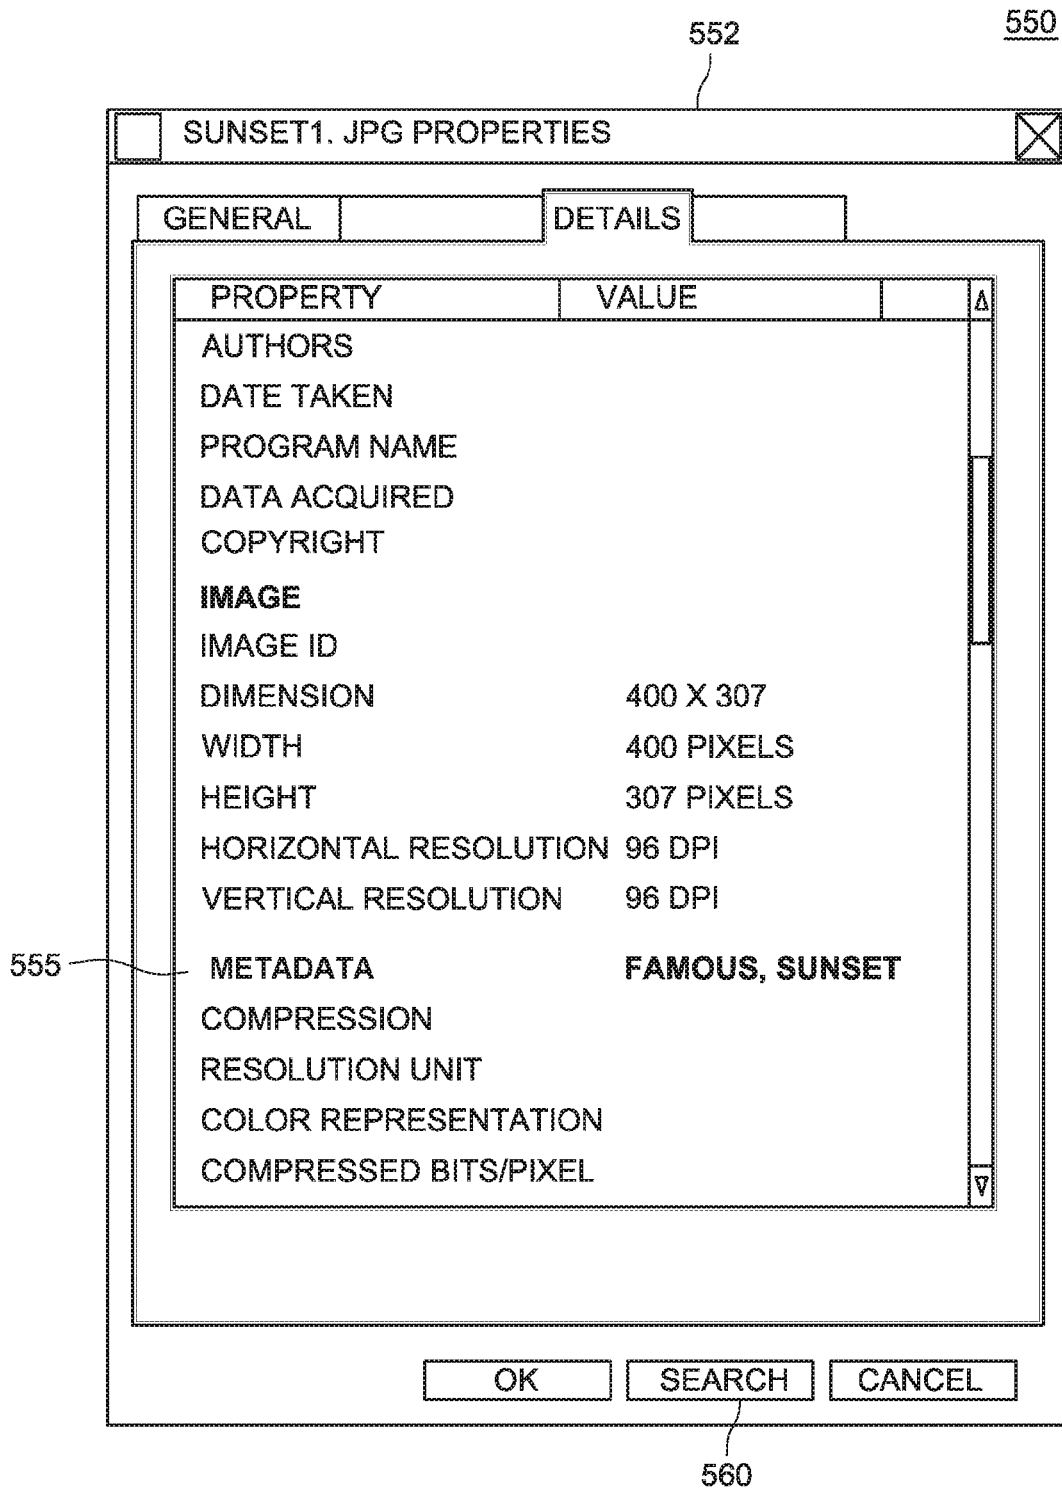 550
552
SUNSET1. JPG PROPERTIES
GENERAL DETAILS
PROPERTY VALUE
AUTHORS
DATE TAKEN
PROGRAM NAME
DATA ACQUIRED
COPYRIGHT
IMAGE
IMAGE ID
DIMENSION 400 X 307
WIDTH 400 PIXELS
HEIGHT 307 PIXELS
HORIZONTAL RESOLUTION 96 DPI
VERTICAL RESOLUTION 96 DPI
555 METADATA FAMOUS, SUNSET
COMPRESSION
RESOLUTION UNIT
COLOR REPRESENTATION
COMPRESSED BITS/PIXEL
OK SEARCH CANCEL
560